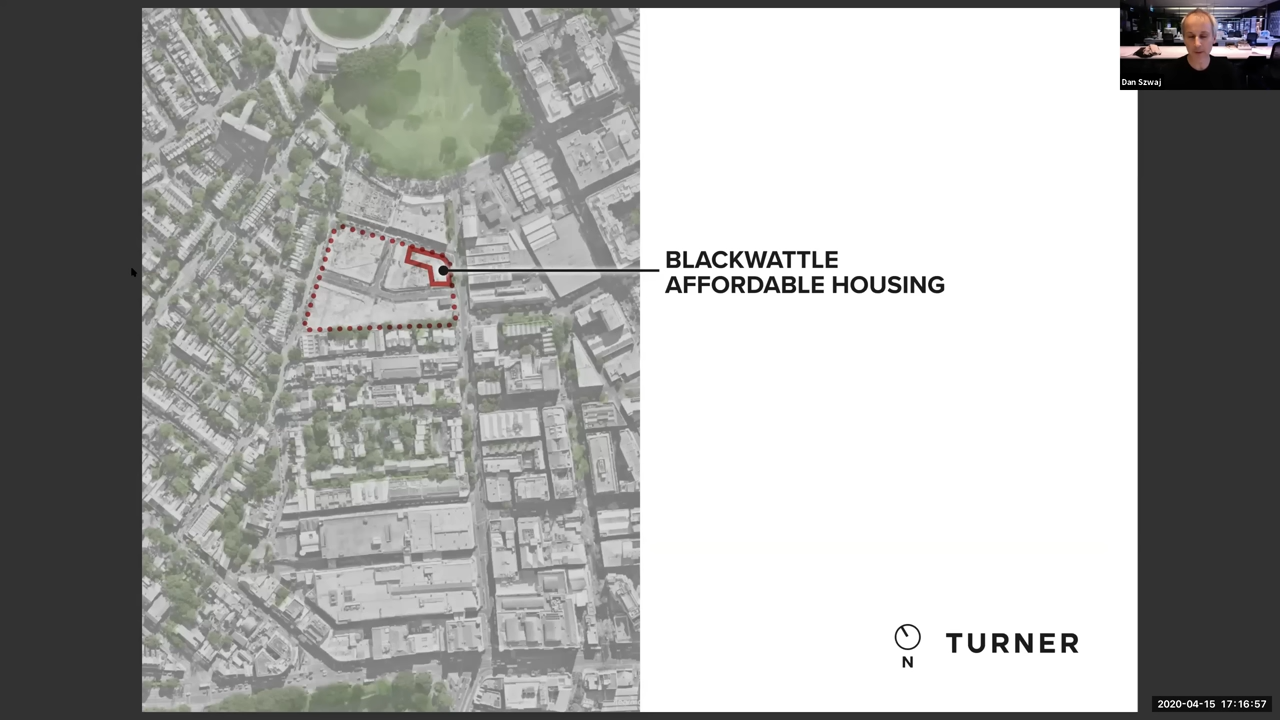 Dan Szwaj
BLACKWATTLE
AFFORDABLE HOUSING
N
TURNER
2020-04-15 17:16:57